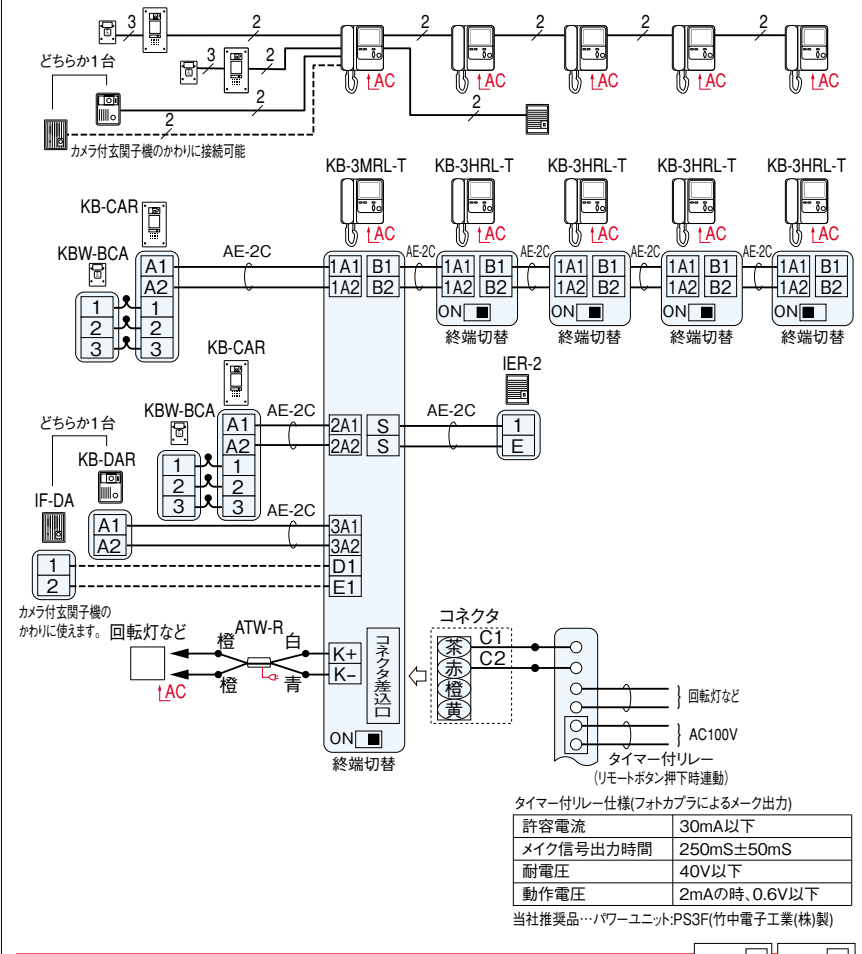 3 2 2 2 2 2
どちらか1台
3 2
AC AC AC AC AC
2 2
2
カメラ付玄関子機のかわりに接続可能
KB-3MRL-T KB-3HRL-T KB-3HRL-T KB-3HRL-T KB-3HRL-T
KB-CAR
AC AC AC AC AC
KBW-BCA
AE-2C AE-2C AE-2C AE-2C AE-2C
A1 1A1 B1 1A1 B1 1A1 B1 1A1 B1 1A1 B1
A2 1A2 B2 1A2 B2 1A2 B2 1A2 B2 1A2 B2
1 1
2 2
3 3
ON ON ON ON
終端切替 終端切替 終端切替 終端切替
KB-CAR
IER-2
KBW-BCA
どちらか1台
AE-2C AE-2C
A1 2A1 S 1
A2 2A2 S E
KB-DAR
1 1
2 2
3 3
IF-DA
AE-2C
A1 3A1
A2 3A2
1 D1
2 E1
カメラ付玄関子機の
かわりに使えます。
回転灯など
ATW-R
橙 白 K+
橙 青 K−
AC
コネクタ差込口
ON
終端切替
コネクタ
茶 C1
赤 C2
橙
黄
回転灯など
AC100V
タイマー付リレー
(リモートボタン押下時連動)
タイマー付リレー仕様(フォトカプラによるメーク出力)
許容電流 30mA以下
メイク信号出力時間 250mS±50mS
耐電圧 40V以下
動作電圧 2mAの時、0.6V以下
当社推奨品…パワーユニット:PS3F(竹中電子工業(株)製)